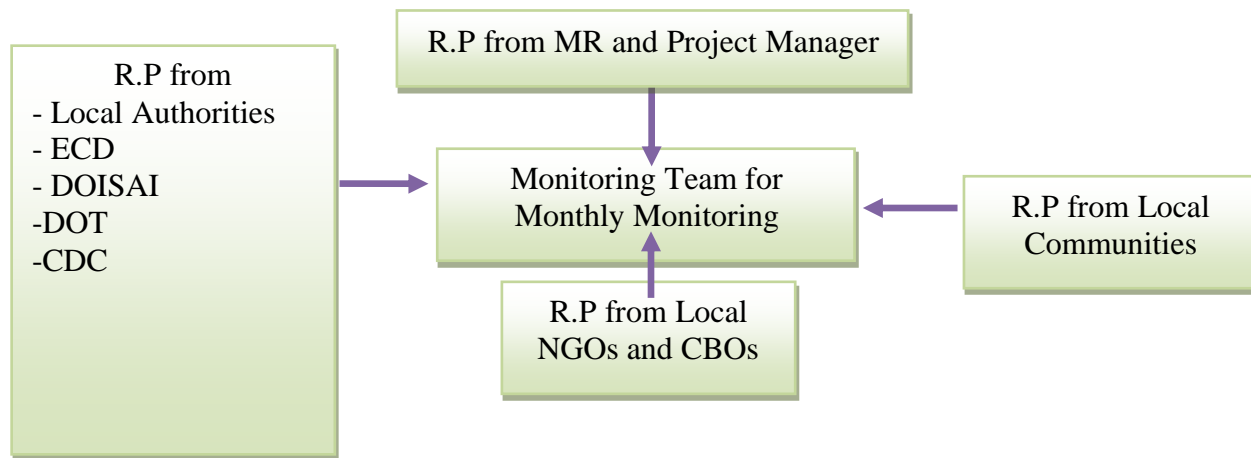 R.P from MR and Project Manager
R.P from
- Local Authorities
- ECD
- DOISAI
-DOT
-CDC
Monitoring Team for
Monthly Monitoring
R.P from Local
Communities
R.P from Local
NGOs and CBOs